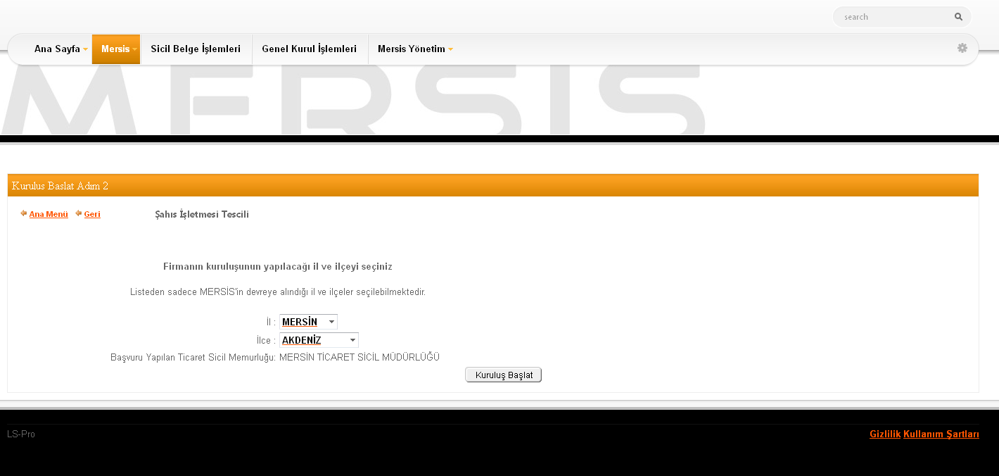 search
Ana Sayfa Mersis Sicil Belge İşlemleri Genel Kurul İşlemleri Mersis Yönetim
MERSIS
Kurulus Baslat Adım 2
Ana Menü Geri Şahıs İşletmesi Tescili
Firmanın kuruluşunun yapılacağı il ve ilçeyi seçiniz
Listeden sadece MERSİS'in devreye alındığı il ve ilçeler seçilebilmektedir.
İl : MERSİN
İlce : AKDENİZ
Başvuru Yapılan Ticaret Sicil Memurluğu: MERSİN TİCARET SİCİL MÜDÜRLÜĞÜ
Kuruluş Başlat
LS-Pro Gizlilik Kullanım Şartları